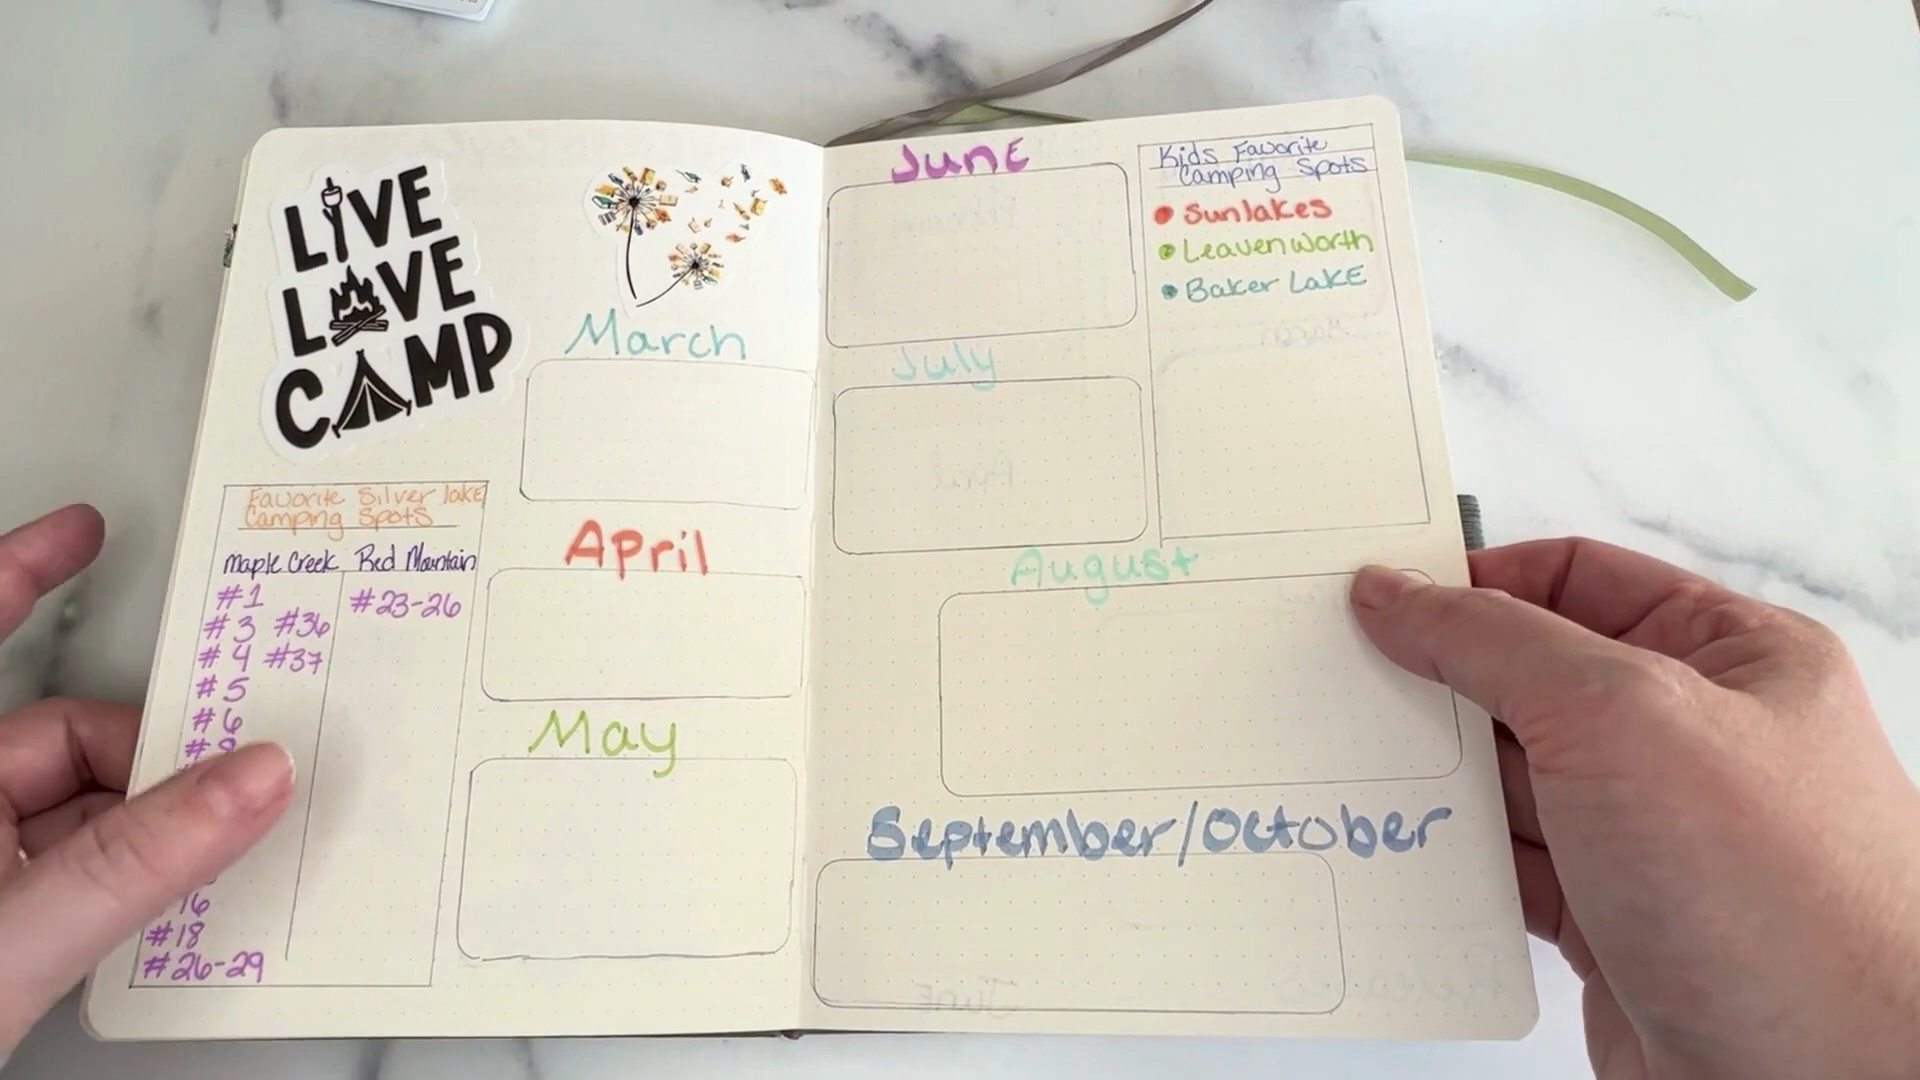 LIVE
LOVE
CAMP
March
April
May
Favorite Silver lake
Camping Spots
Maple Creek Red Mountain
#1 #23-26
#3 #36
#4 #37
#5
#6
16
#18
#26-29
June
July
August
September/October
Kids Favorite
Camping Spots
Sunlakes
Leavenworth
Baker Lake